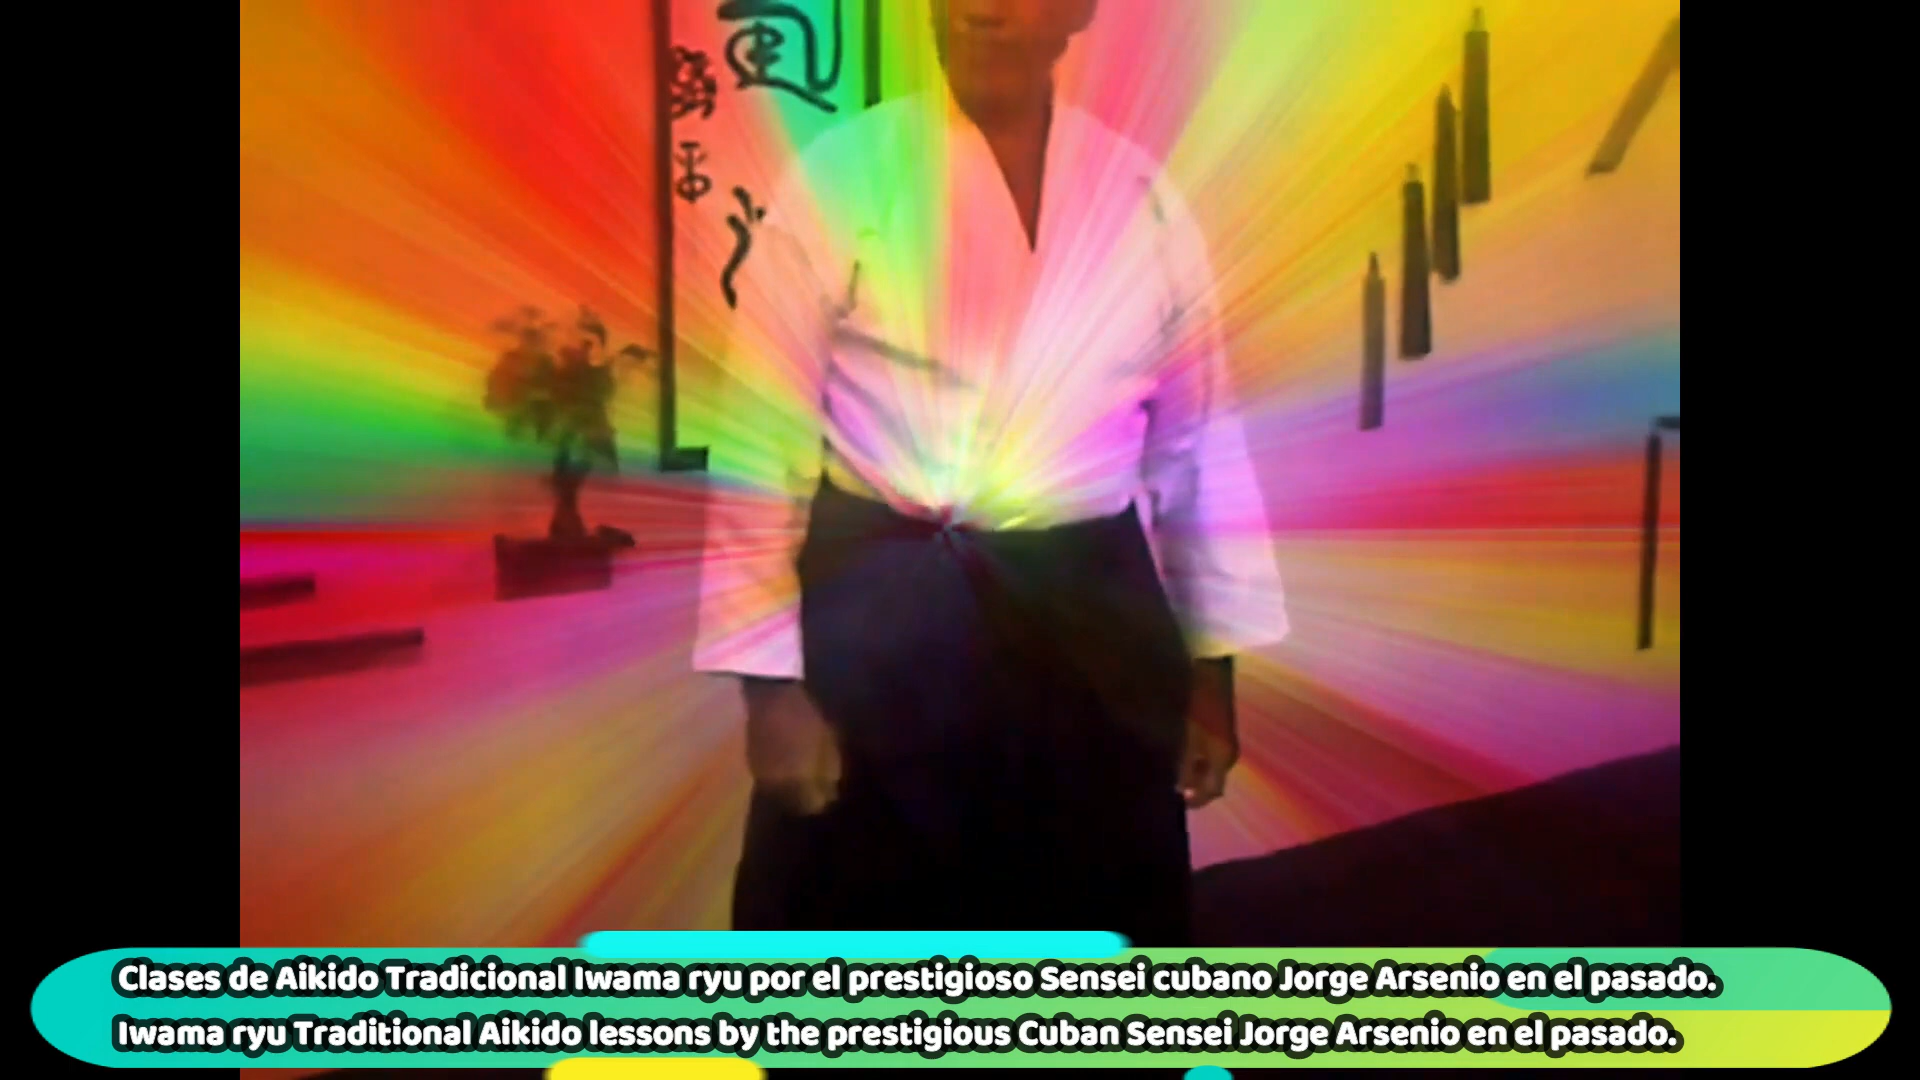 Clases de Aikido Tradicional Iwama ryu por el prestigioso Sensei cubano Jorge Arsenio en el pasado.
Iwama ryu Traditional Aikido lessons by the prestigious Cuban Sensei Jorge Arsenio en el pasado.